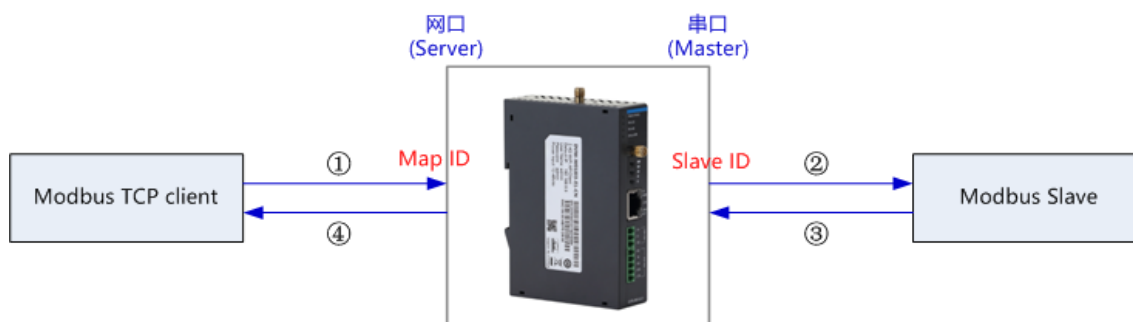 网口
(Server)
串口
(Master)
Modbus TCP client
①
Map ID
④
Slave ID
②
③
Modbus Slave